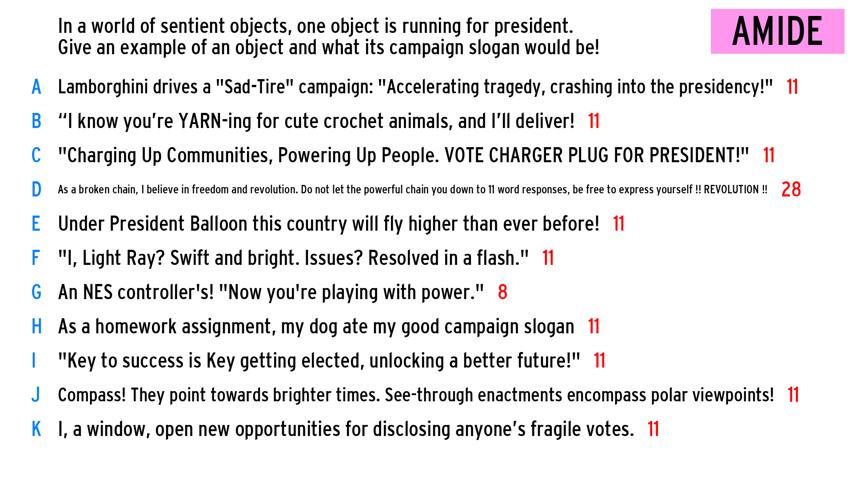 In a world of sentient objects, one object is running for president.
Give an example of an object and what its campaign slogan would be!
AMIDE
A Lamborghini drives a "Sad-Tire" campaign: "Accelerating tragedy, crashing into the presidency!" 11
B “I know you’re YARN-ing for cute crochet animals, and I’ll deliver! 11
C "Charging Up Communities, Powering Up People. VOTE CHARGER PLUG FOR PRESIDENT!" 11
D As a broken chain, I believe in freedom and revolution. Do not let the powerful chain you down to 11 word responses, be free to express yourself !! REVOLUTION !! 28
E Under President Balloon this country will fly higher than ever before! 11
F "I, Light Ray? Swift and bright. Issues? Resolved in a flash." 11
G An NES controller's! "Now you're playing with power." 8
H As a homework assignment, my dog ate my good campaign slogan 11
I "Key to success is Key getting elected, unlocking a better future!" 11
J Compass! They point towards brighter times. See-through enactments encompass polar viewpoints! 11
K I, a window, open new opportunities for disclosing anyone’s fragile votes. 11